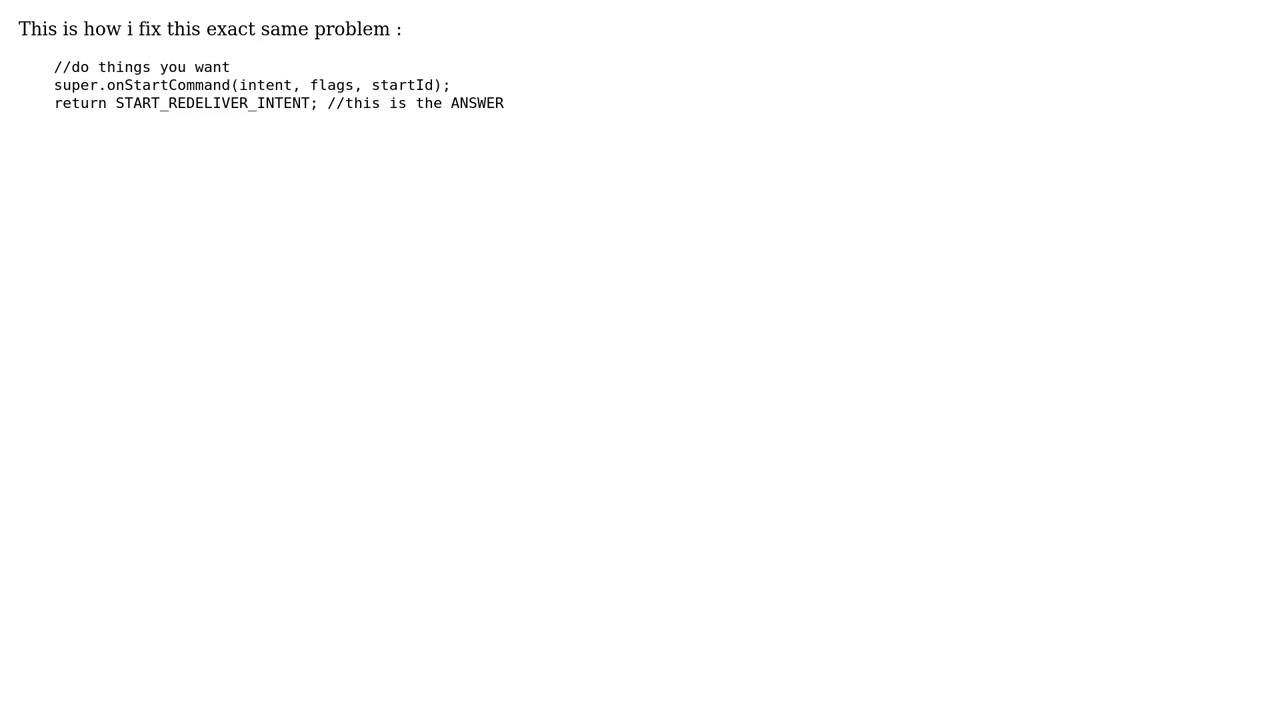 This is how i fix this exact same problem :
//do things you want
super.onStartCommand(intent, flags, startId);
return START_REDELIVER_INTENT; //this is the ANSWER